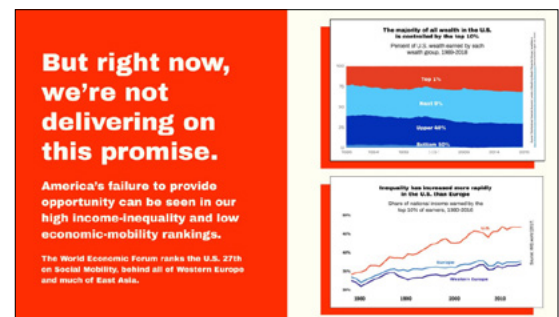 But right now,
we're not
delivering on
this promise.
America's failure to provide
opportunity can be seen in our
high income-inequality and low
economic-mobility rankings.
The World Economic Forum ranks the U.S. 27th
on Social Mobility, behind all of Western Europe
and much of East Asia.
The majority of all wealth in the U.S.
is controlled by the top 10%
Percent of U.S. wealth earned by each
wealth group, 1989-2019
100
Top 1%
75
Next 9%
50
Upper 40%
25
Bottom 50%
Inequality has increased more rapidly
in the U.S. than Europe
Share of national income earned by the
top 10% of earners, 1980-2016
U.S.
Europe
Western Europe
1980
1990
2000
2010